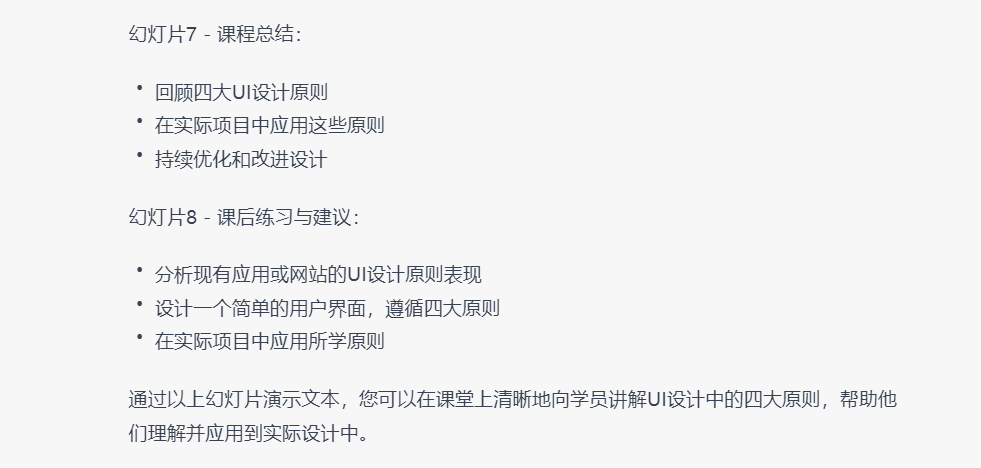 幻灯片7 - 课程总结：
• 回顾四大UI设计原则
• 在实际项目中应用这些原则
• 持续优化和改进设计
幻灯片8 - 课后练习与建议：
• 分析现有应用或网站的UI设计原则表现
• 设计一个简单的用户界面，遵循四大原则
• 在实际项目中应用所学原则
通过以上幻灯片演示文本，您可以在课堂上清晰地向学员讲解UI设计中的四大原则，帮助他
们理解并应用到实际设计中。